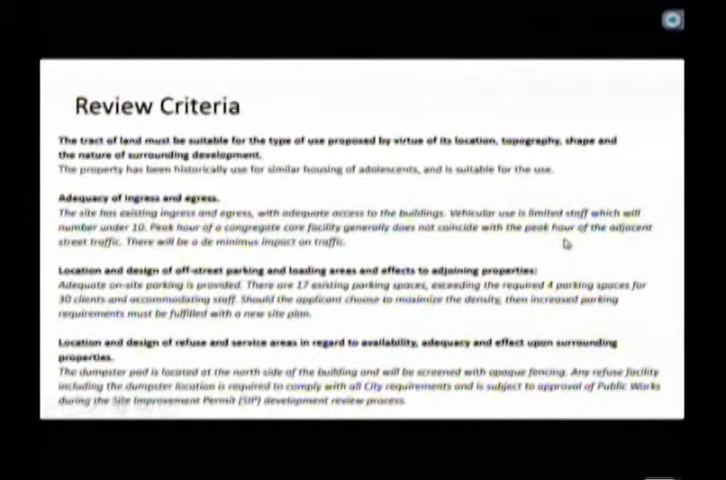 Review Criteria
The tract of land must be suitable for the type of use proposed by virtue of its location, topography, shape and
the nature of surrounding development.
The property has been historically use for similar housing of adolescents, and is suitable for the use.
Adequacy of ingress and egress.
The site has existing ingress and egress, with adequate access to the buildings. Vehicular use is limited staff which will
number under 10. Peak hour of a congregate care facility generally does not coincide with the peak hour of the adjacent
street traffic. There will be a de minimus impact on traffic.
Location and design of off-street parking and loading areas and effects to adjoining properties:
Adequate on-site parking is provided. There are 17 existing parking spaces, exceeding the required 4 parking spaces for
30 clients and accommodating staff. Should the applicant choose to maximize the density, then increased parking
requirements must be fulfilled with a new site plan.
Location and design of refuse and service areas in regard to availability, adequacy and effect upon surrounding
properties.
The dumpster pad is located at the north side of the building and will be screened with opaque fencing. Any refuse facility
including the dumpster location is required to comply with all City requirements and is subject to approval of Public Works
during the Site Improvement Permit (SIP) development review process.